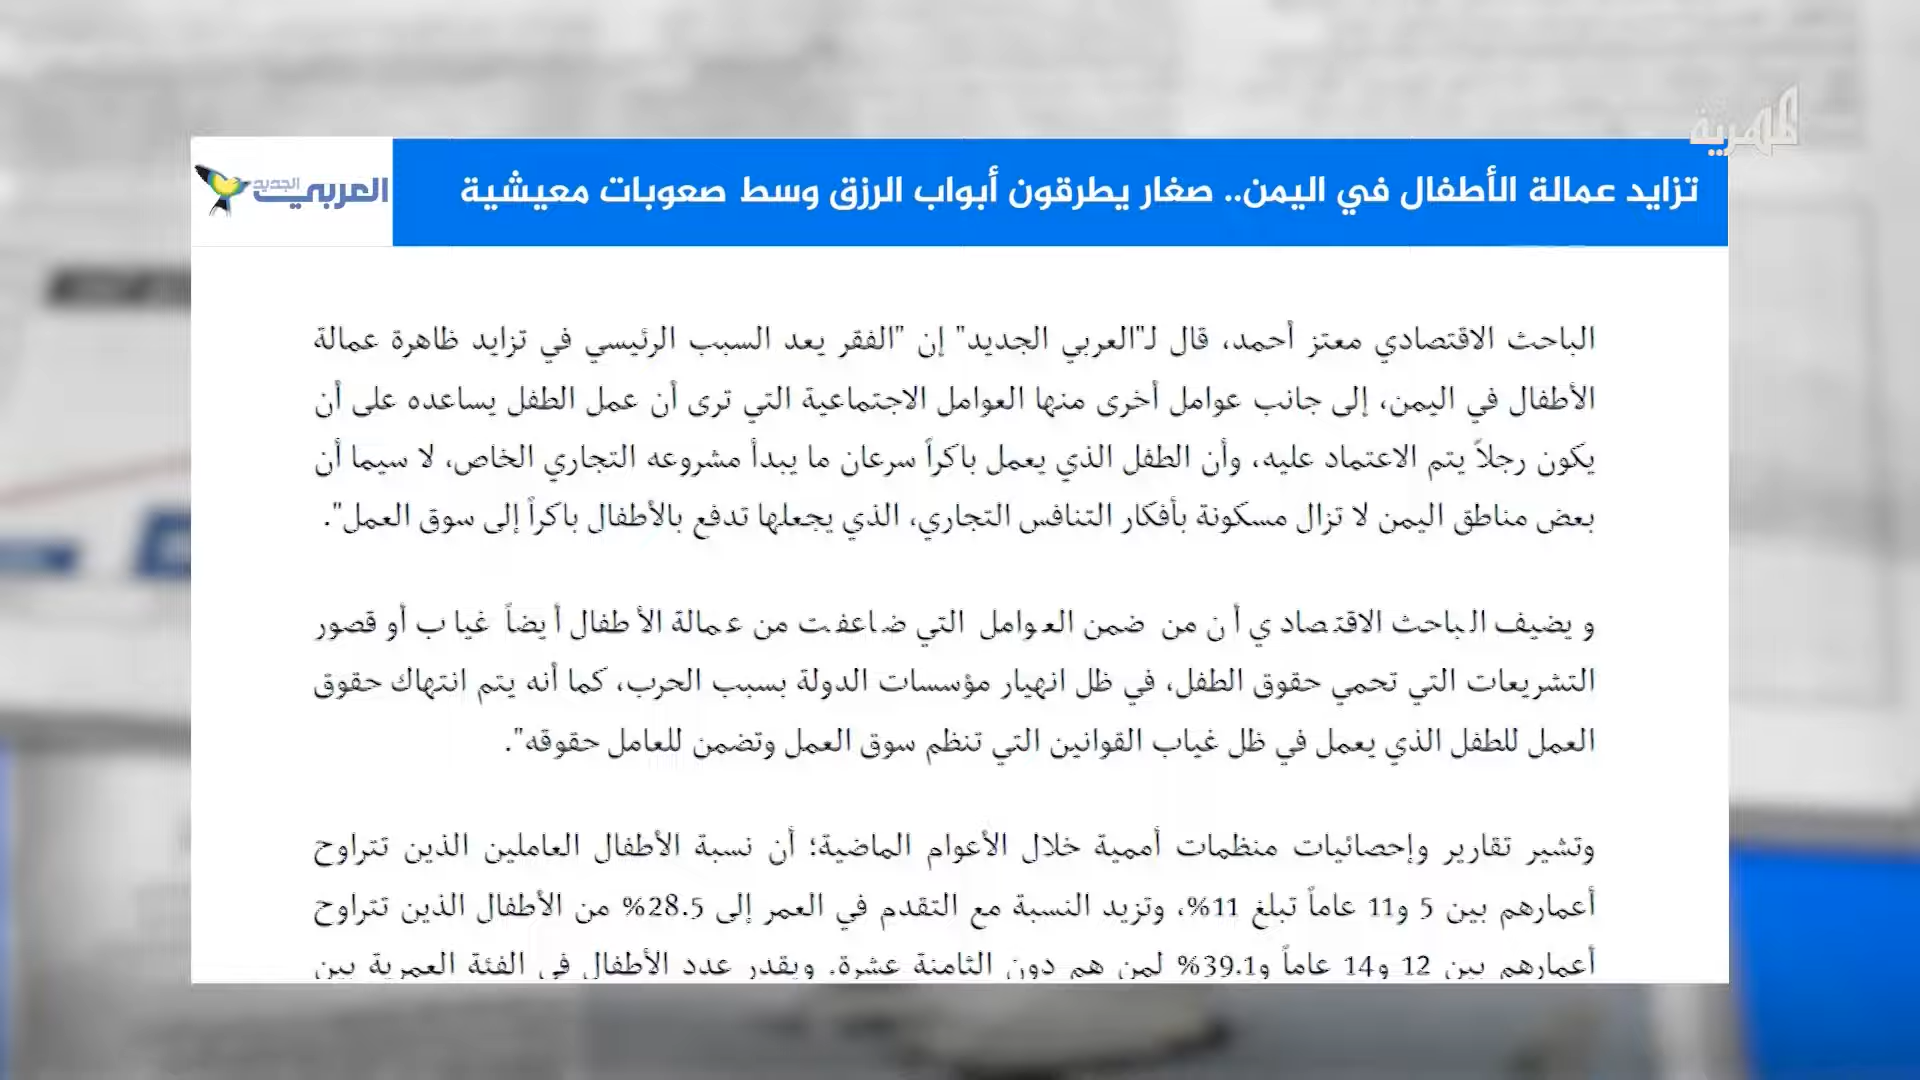 المهرية
العربي الجديد
تزايد عمالة الأطفال في اليمن.. صغار يطرقون أبواب الرزق وسط صعوبات معيشية
الباحث الاقتصادي معتز أحمد، قال لـ"العربي الجديد" إن "الفقر يعد السبب الرئيسي في تزايد ظاهرة عمالة
الأطفال في اليمن، إلى جانب عوامل أخرى منها العوامل الاجتماعية التي ترى أن عمل الطفل يساعده على أن
يكون رجلاً يتم الاعتماد عليه، وأن الطفل الذي يعمل باكراً سرعان ما يبدأ مشروعه التجاري الخاص، لا سيما أن
بعض مناطق اليمن لا تزال مسكونة بأفكار التنافس التجاري، الذي يجعلها تدفع بالأطفال باكراً إلى سوق العمل".
ويضيف الباحث الاقتصادي أن من ضمن العوامل التي ضاعفت من عمالة الأطفال أيضاً غياب أو قصور
التشريعات التي تحمي حقوق الطفل، في ظل انهيار مؤسسات الدولة بسبب الحرب، كما أنه يتم انتهاك حقوق
العمل للطفل الذي يعمل في ظل غياب القوانين التي تنظم سوق العمل وتضمن للعامل حقوقه".
وتشير تقارير وإحصائيات منظمات أممية خلال الأعوام الماضية؛ أن نسبة الأطفال العاملين الذين تتراوح
أعمارهم بين 5 و11 عاماً تبلغ 11%، وتزيد النسبة مع التقدم في العمر إلى 28.5% من الأطفال الذين تتراوح
أعمارهم بين 12 و14 عاماً و39.1% لمن هم دون الثامنة عشرة. ويقدر عدد الأطفال في الفئة العمرية بين